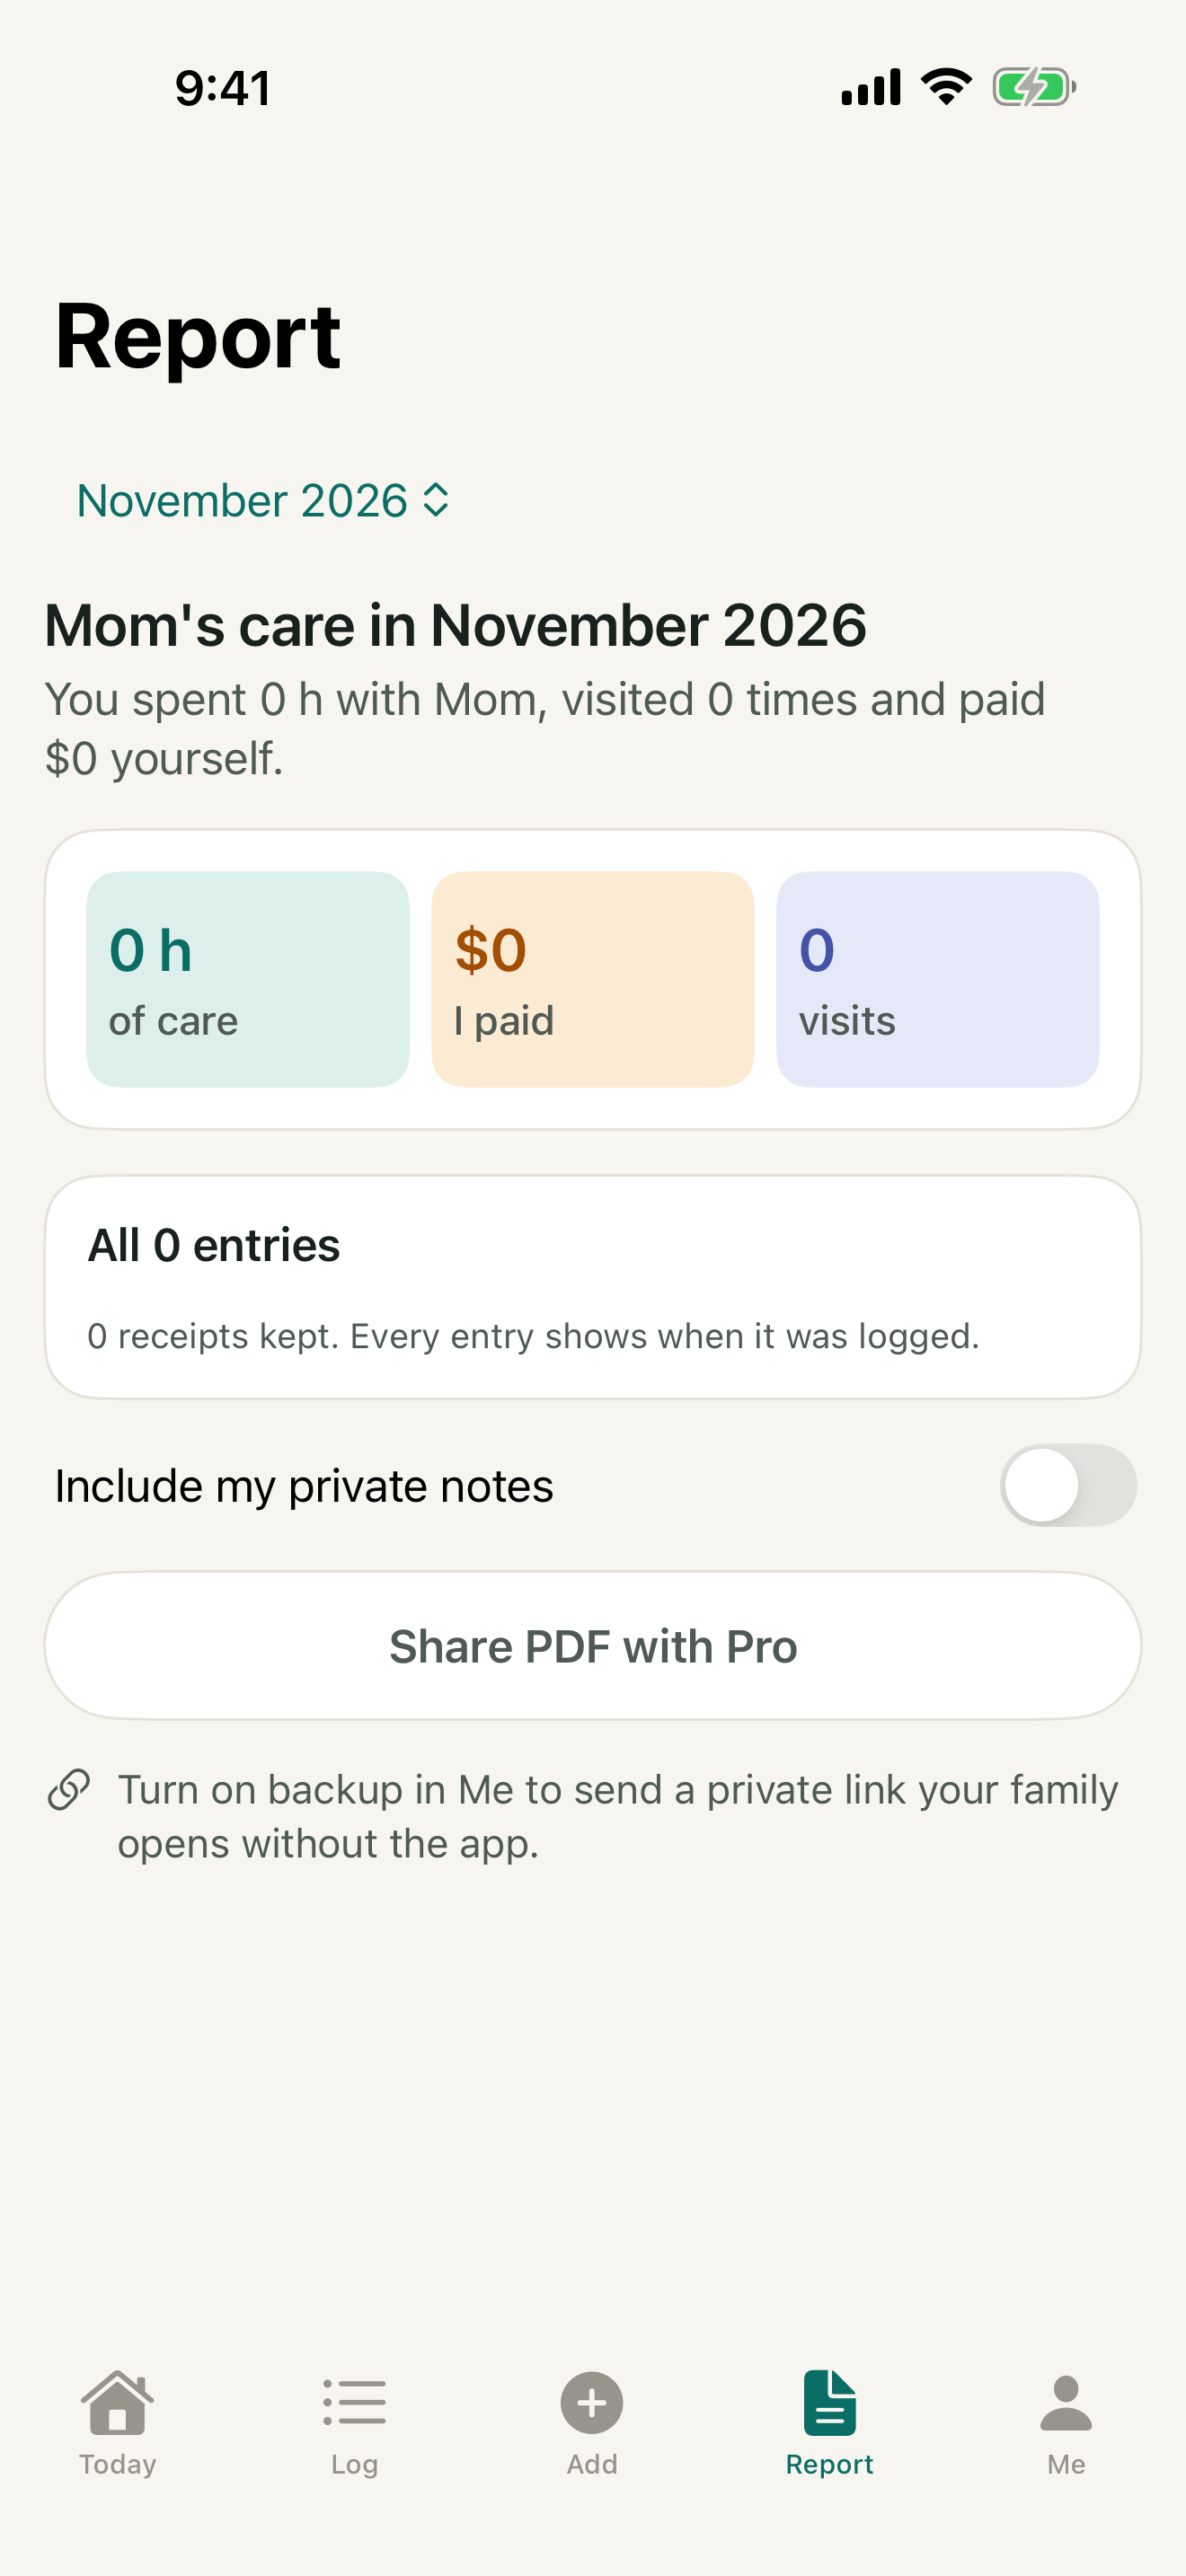 9:41
Report
November 2026
Mom's care in November 2026
You spent 0 h with Mom, visited 0 times and paid
$0 yourself.
0 h
of care
$0
I paid
0
visits
All 0 entries
0 receipts kept. Every entry shows when it was logged.
Include my private notes
Share PDF with Pro
Turn on backup in Me to send a private link your family
opens without the app.
Today
Log
Add
Report
Me